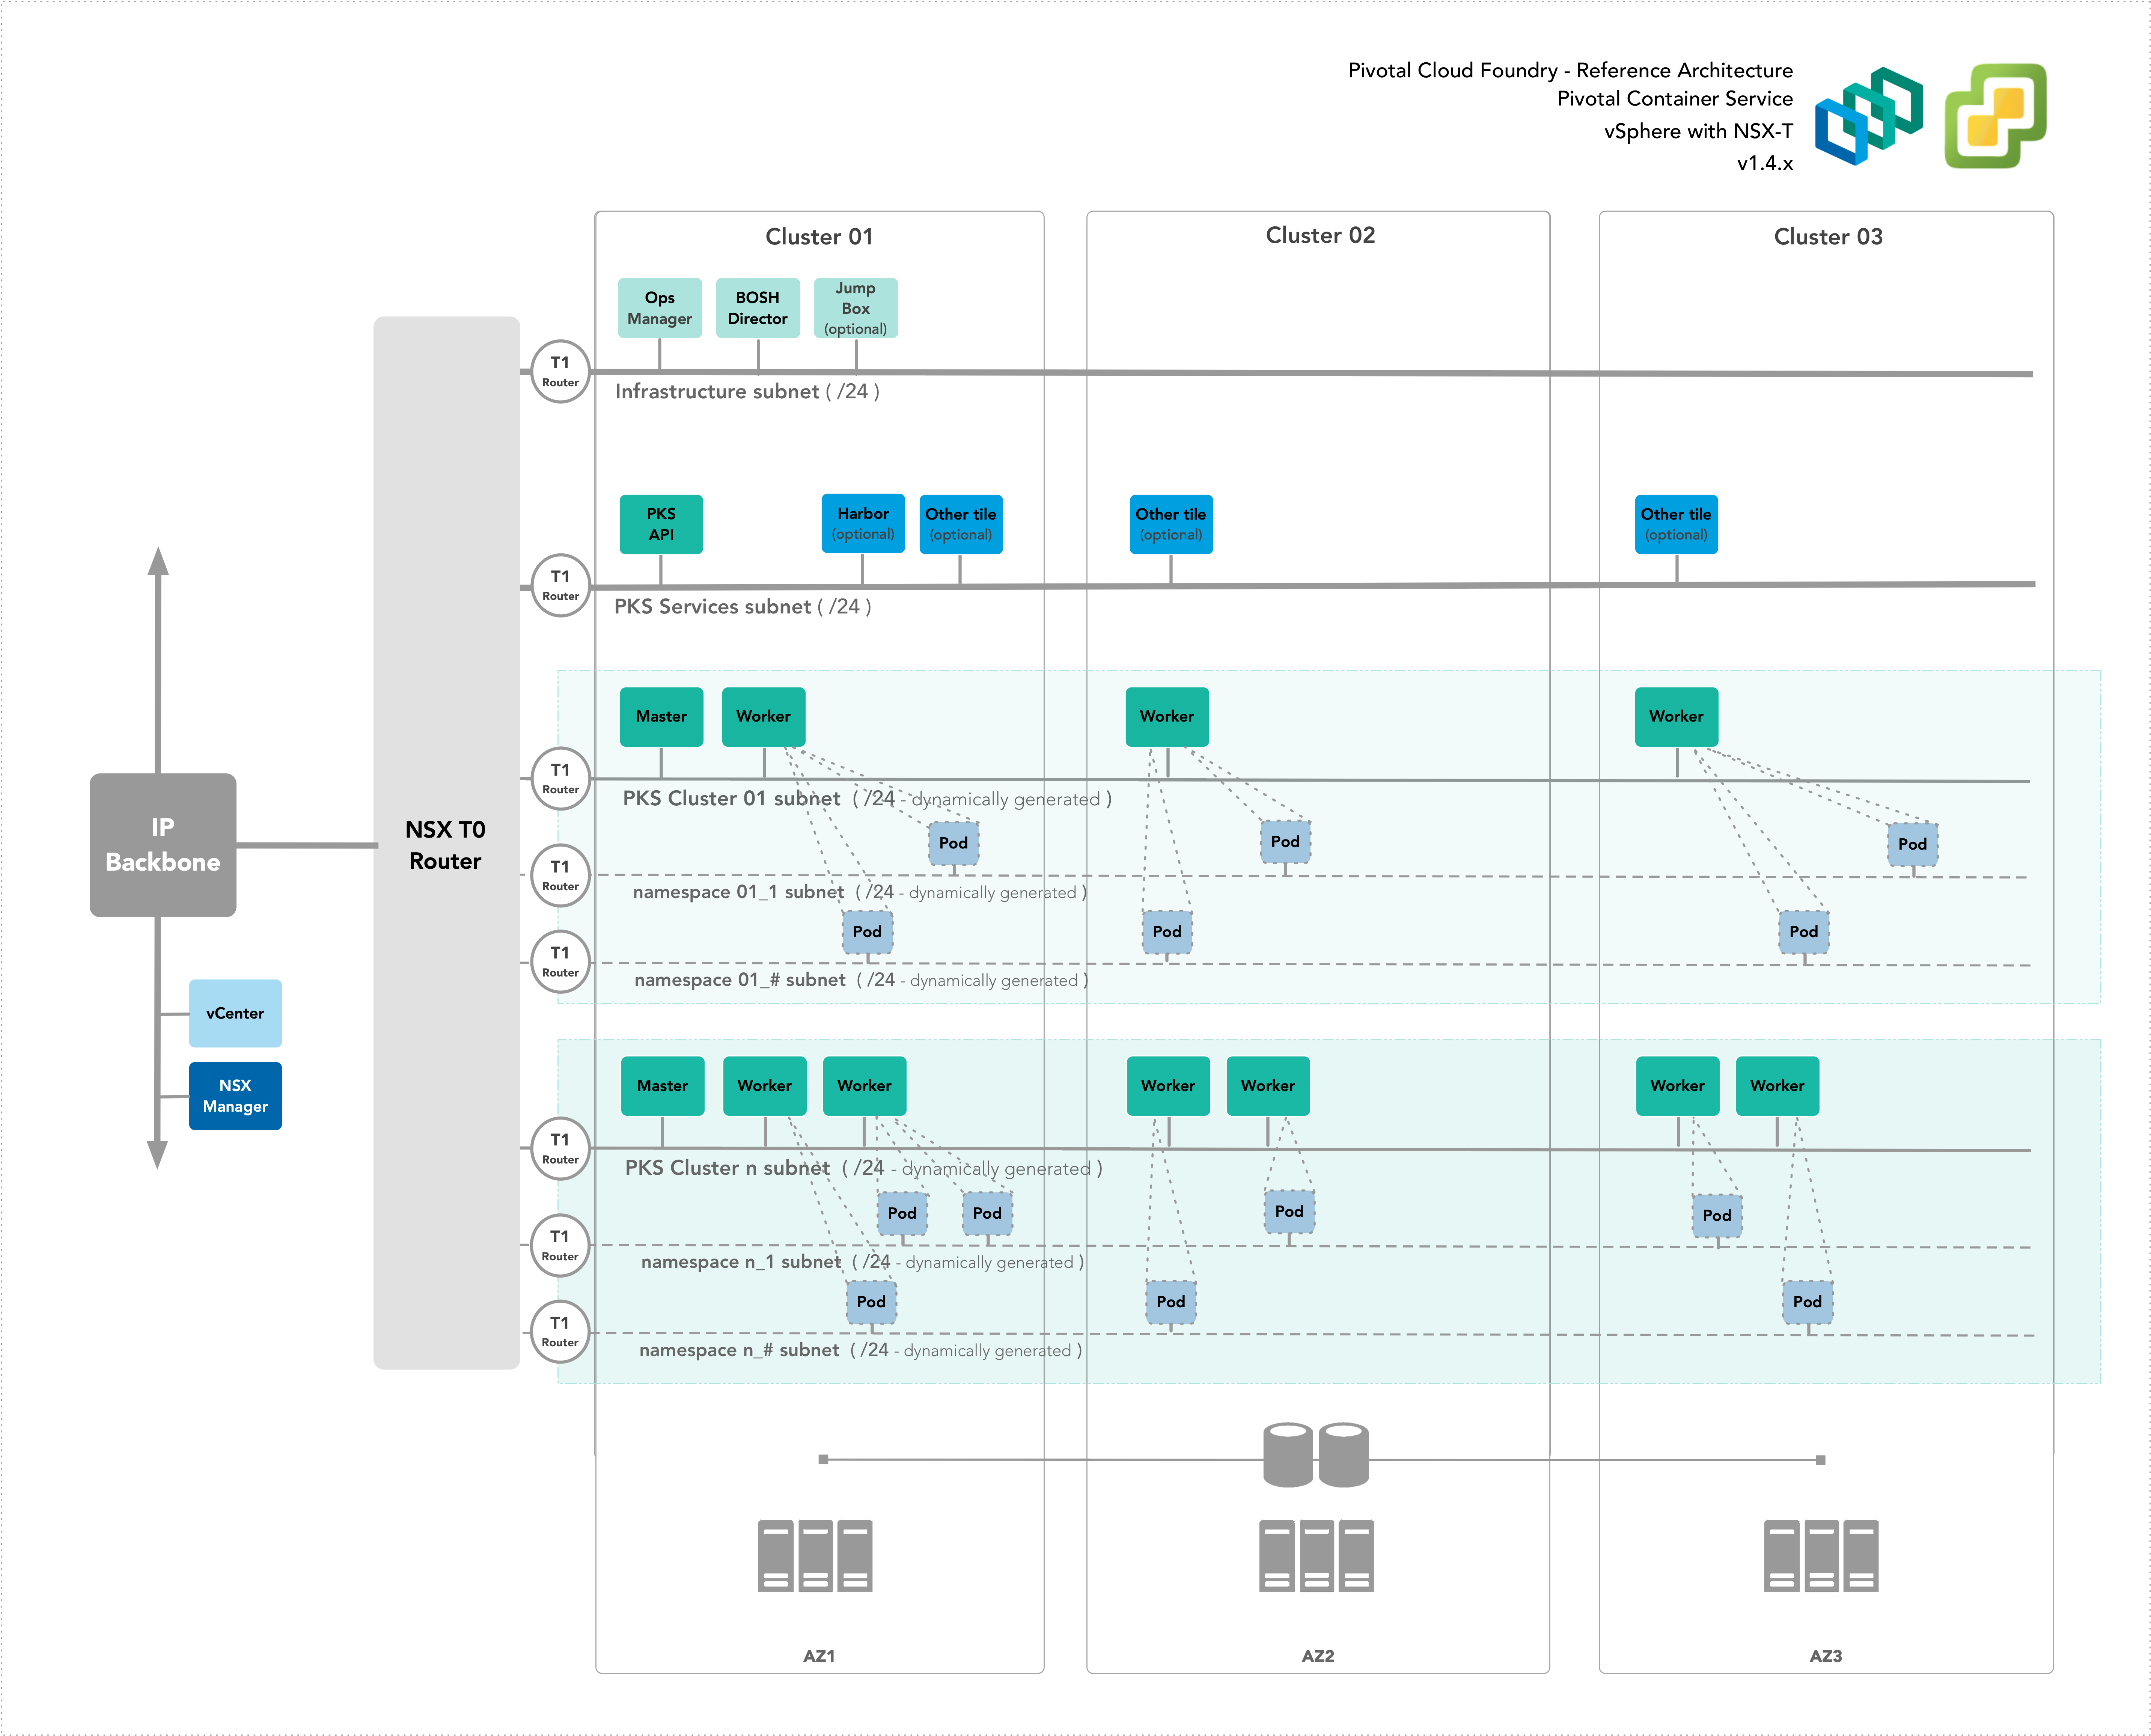 Pivotal Cloud Foundry - Reference Architecture
Pivotal Container Service
vSphere with NSX-T
v1.4.x
Cluster 01
Cluster 02
Cluster 03
Ops
Manager
BOSH
Director
Jump
Box
(optional)
T1
Router
Infrastructure subnet ( /24 )
PKS
API
Harbor
(optional)
Other tile
(optional)
Other tile
(optional)
Other tile
(optional)
T1
Router
PKS Services subnet ( /24 )
Master
Worker
Worker
Worker
T1
Router
PKS Cluster 01 subnet ( /24 - dynamically generated )
Pod
Pod
Pod
T1
Router
namespace 01_1 subnet ( /24 - dynamically generated )
Pod
Pod
Pod
T1
Router
namespace 01_# subnet ( /24 - dynamically generated )
IP
Backbone
NSX T0
Router
vCenter
NSX
Manager
Master
Worker
Worker
Worker
Worker
Worker
Worker
T1
Router
PKS Cluster n subnet ( /24 - dynamically generated )
Pod
Pod
Pod
Pod
T1
Router
namespace n_1 subnet ( /24 - dynamically generated )
Pod
Pod
Pod
T1
Router
namespace n_# subnet ( /24 - dynamically generated )
AZ1
AZ2
AZ3